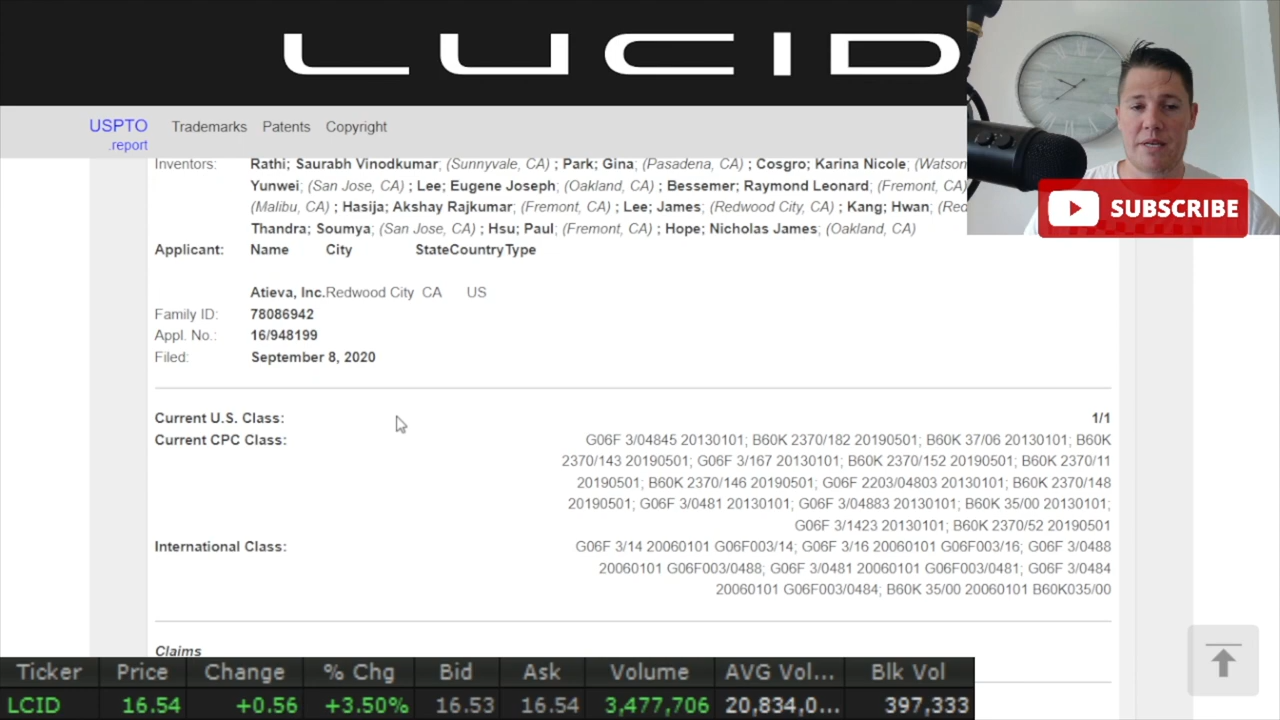 LUCID
USPTO
.report
Trademarks Patents Copyright
Inventors: Rathi; Saurabh Vinodkumar; (Sunnyvale, CA) ; Park; Gina; (Pasadena, CA) ; Cosgro; Karina Nicole; (Watson
Yunwei; (San Jose, CA) ; Lee; Eugene Joseph; (Oakland, CA) ; Bessemer; Raymond Leonard; (Fremont, CA)
(Malibu, CA) ; Hasija; Akshay Rajkumar; (Fremont, CA) ; Lee; James; (Redwood City, CA) ; Kang; Hwan; (Red
Thandra; Soumya; (San Jose, CA) ; Hsu; Paul; (Fremont, CA) ; Hope; Nicholas James; (Oakland, CA)
SUBSCRIBE
Applicant: Name City StateCountryType
Atieva, Inc.Redwood City CA US
Family ID: 78086942
Appl. No.: 16/948199
Filed: September 8, 2020
Current U.S. Class: 1/1
Current CPC Class: G06F 3/04845 20130101; B60K 2370/182 20190501; B60K 37/06 20130101; B60K
2370/143 20190501; G06F 3/167 20130101; B60K 2370/152 20190501; B60K 2370/11
20190501; B60K 2370/146 20190501; G06F 2203/04803 20130101; B60K 2370/148
20190501; G06F 3/0481 20130101; G06F 3/04883 20130101; B60K 35/00 20130101;
G06F 3/1423 20130101; B60K 2370/52 20190501
International Class: G06F 3/14 20060101 G06F003/14; G06F 3/16 20060101 G06F003/16; G06F 3/0488
20060101 G06F003/0488; G06F 3/0481 20060101 G06F003/0481; G06F 3/0484
20060101 G06F003/0484; B60K 35/00 20060101 B60K035/00
Claims
Ticker Price Change % Chg Bid Ask Volume AVG Vol... Blk Vol
LCID 16.54 +0.56 +3.50% 16.53 16.54 3,477,706 20,834,0... 397,333